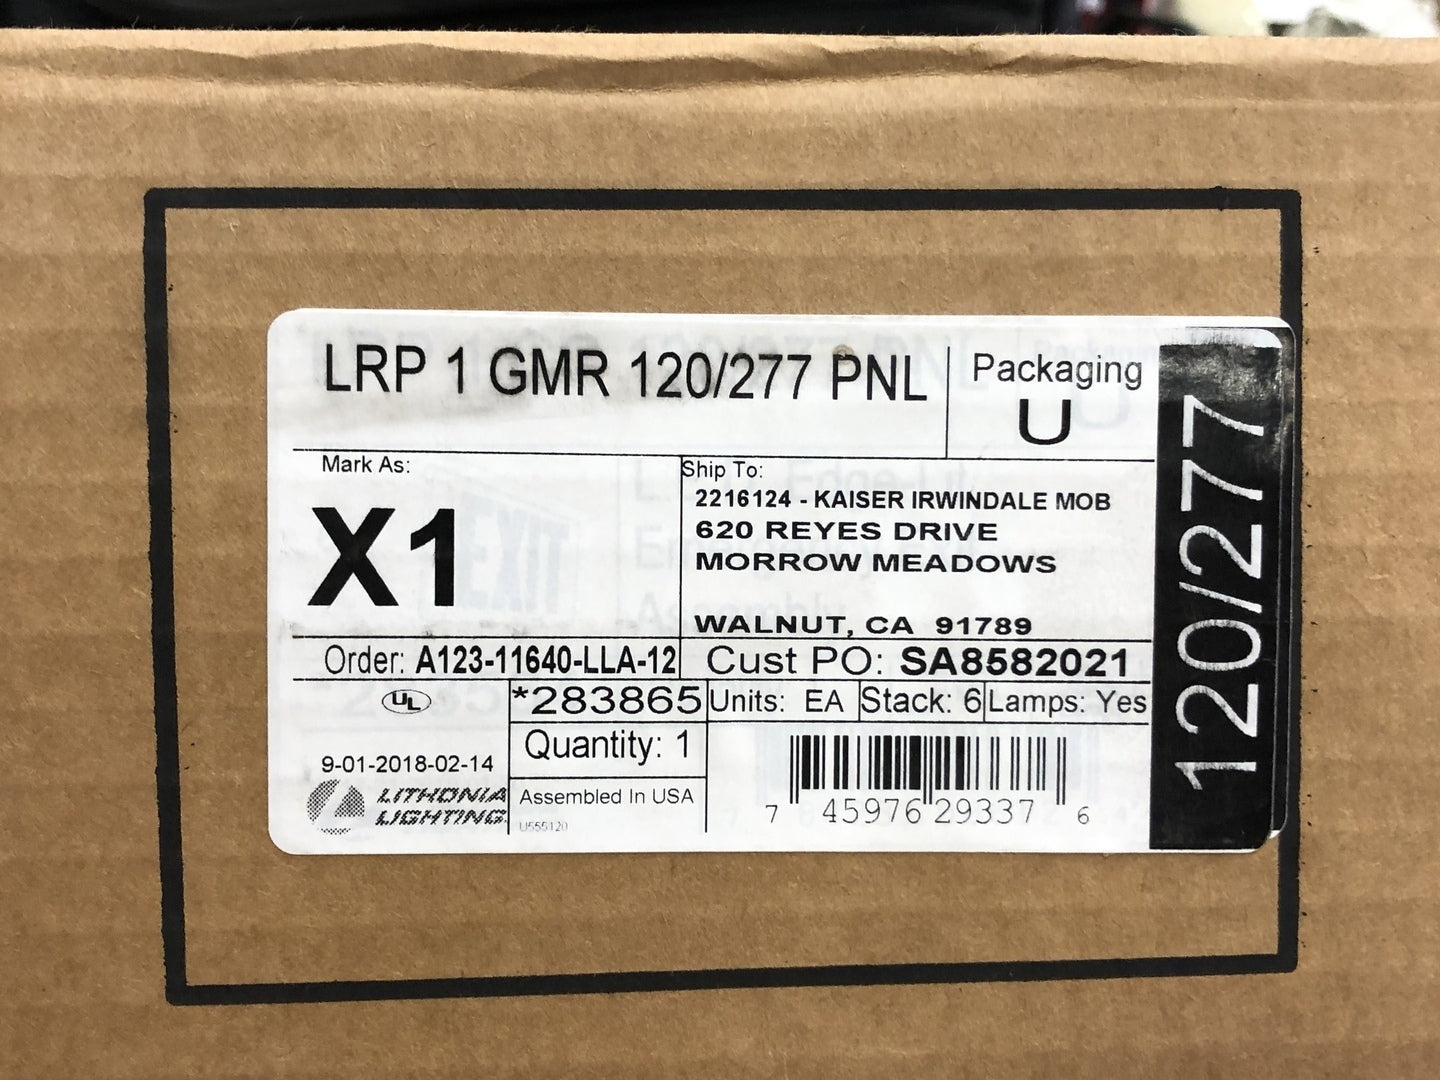 LRP 1 GMR 120/277 PNL
Packaging
U
Mark As:
X1
Ship To:
2216124 - KAISER IRWINDALE MOB
620 REYES DRIVE
MORROW MEADOWS
WALNUT, CA 91789
Order: A123-11640-LLA-12
Cust PO: SA8582021
UL
*283865
Units: EA
Stack: 6
Lamps: Yes
Quantity: 1
9-01-2018-02-14
LITHONIA
LIGHTING
Assembled In USA
U555120
7 45976 29337 6
120/277